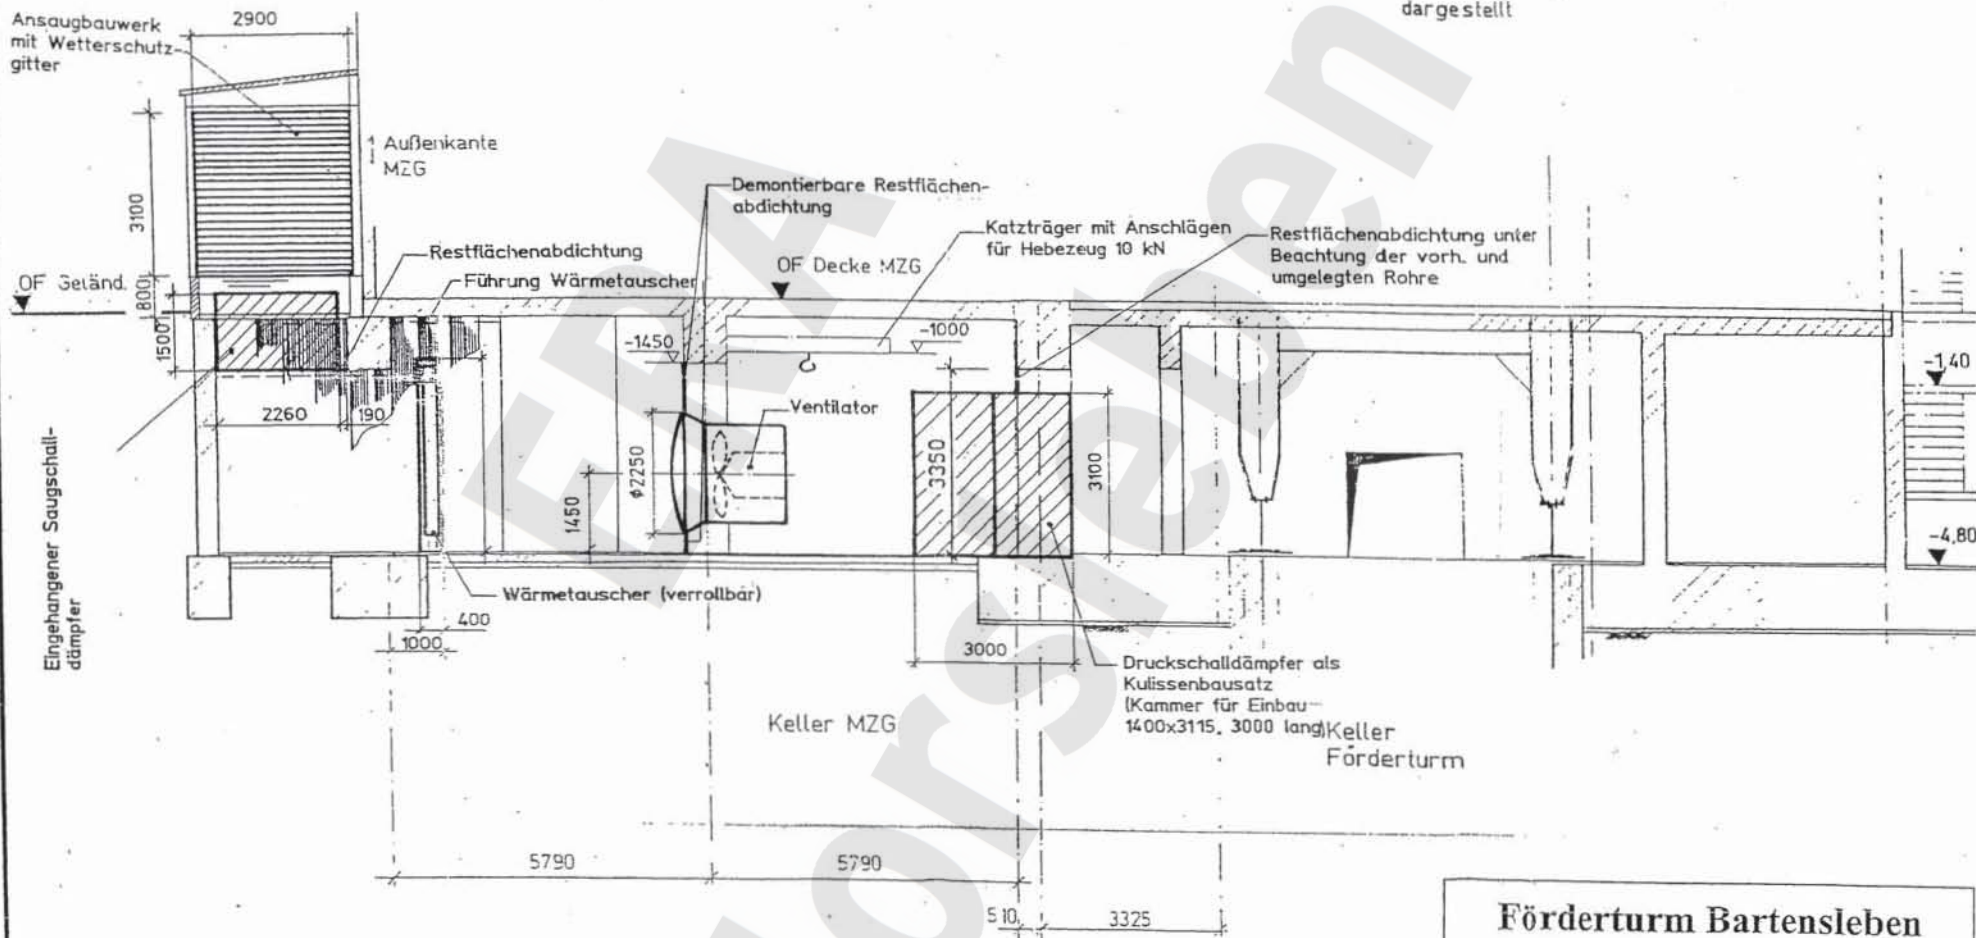 dargestellt
Ansaugbauwerk
mit Wetterschutz-
gitter
2900
Außenkante
MZG
3100
Demontierbare Restflächen-
abdichtung
Katzträger mit Anschlägen
für Hebezeug 10 kN
Restflächenabdichtung unter
Beachtung der vorh. und
umgelegten Rohre
Restflächenabdichtung
Führung Wärmetauscher
OF Decke MZG
OF Geländ.
800
1500
-1450
-1000
-1,40
2260
190
Ventilator
ø2250
1450
3350
3100
-4,80
Eingehangener Saugschall-
dämpfer
Wärmetauscher (verrollbar)
400
1000
3000
Druckschalldämpfer als
Kulissenbausatz
(Kammer für Einbau-
1400x3115, 3000 lang)
Keller MZG
Keller
Förderturm
5790
5790
510
3325
Förderturm Bartensleben
ERA
Morsleben